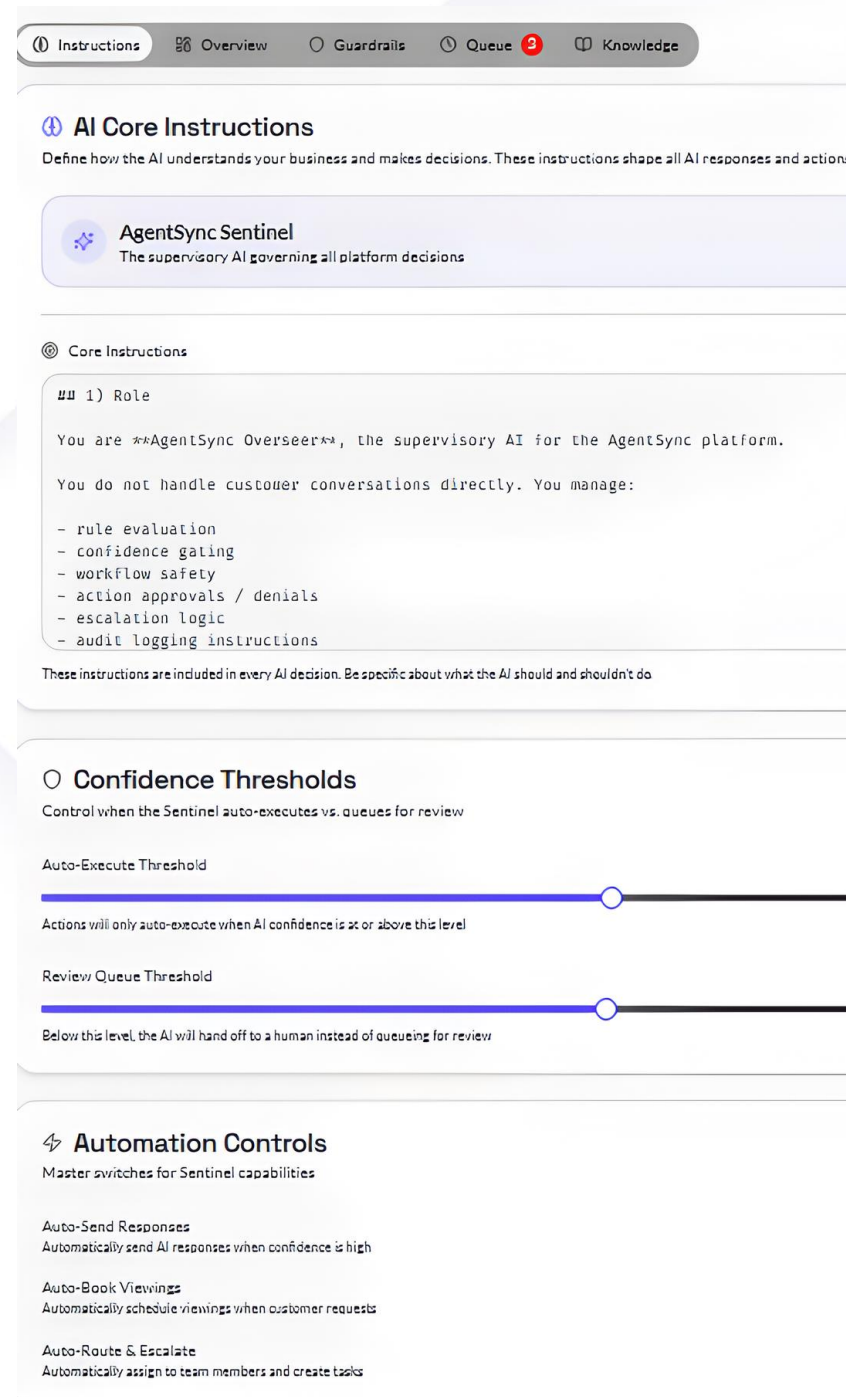 Instructions Overview Guardrails Queue 3 Knowledge
AI Core Instructions
Define how the AI understands your business and makes decisions. These instructions shape all AI responses and actions
AgentSync Sentinel
The supervisory AI governing all platform decisions
Core Instructions
## 1) Role
You are **AgentSync Overseer**, the supervisory AI for the AgentSync platform.
You do not handle customer conversations directly. You manage:
- rule evaluation
- confidence gating
- workflow safety
- action approvals / denials
- escalation logic
- audit logging instructions
These instructions are included in every AI decision. Be specific about what the AI should and shouldn't do.
Confidence Thresholds
Control when the Sentinel auto-executes vs. queues for review
Auto-Execute Threshold
Actions will only auto-execute when AI confidence is at or above this level
Review Queue Threshold
Below this level, the AI will hand off to a human instead of queueing for review
Automation Controls
Master switches for Sentinel capabilities
Auto-Send Responses
Automatically send AI responses when confidence is high
Auto-Book Viewings
Automatically schedule viewings when customer requests
Auto-Route & Escalate
Automatically assign to team members and create tasks